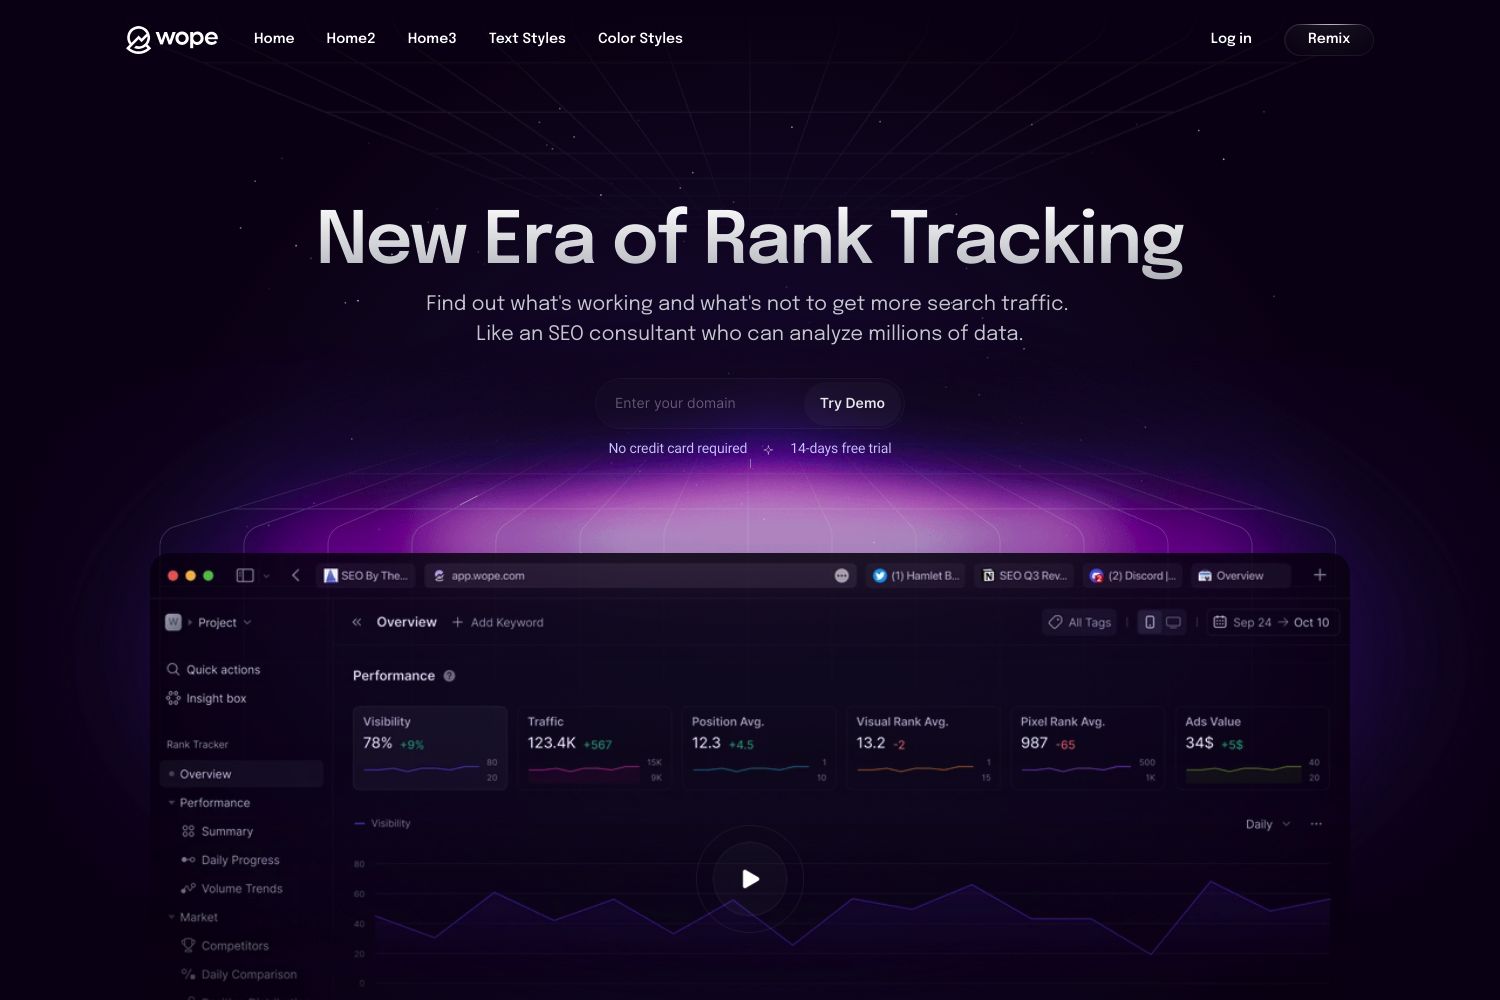 wope Home Home2 Home3 Text Styles Color Styles Log in Remix
New Era of Rank Tracking
Find out what's working and what's not to get more search traffic.
Like an SEO consultant who can analyze millions of data.
Enter your domain Try Demo
No credit card required 14-days free trial
SEO By The... app.wope.com (1) Hamlet B... SEO Q3 Rev... (2) Discord |... Overview
W Project
Overview Add Keyword All Tags Sep 24 → Oct 10
Quick actions
Insight box
Rank Tracker
Overview
Performance
Summary
Daily Progress
Volume Trends
Market
Competitors
Daily Comparison
Performance ?
Visibility
78% +9%
80
20
Traffic
123.4K +567
15K
9K
Position Avg.
12.3 +4.5
1
10
Visual Rank Avg.
13.2 -2
1
15
Pixel Rank Avg.
987 -65
500
1K
Ads Value
34$ +5$
40
20
Visibility Daily
80
60
40
20
0